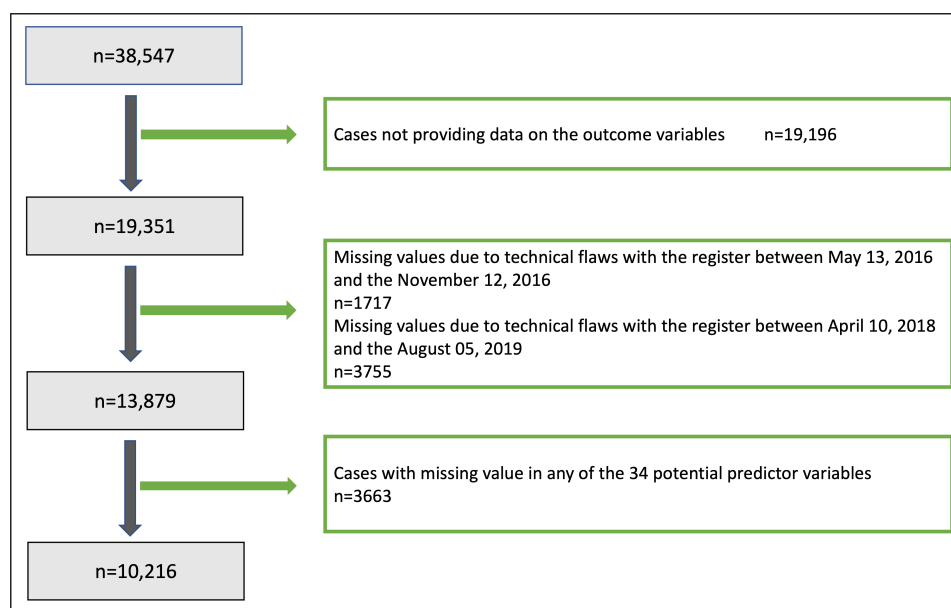 n=38,547
Cases not providing data on the outcome variables n=19,196
n=19,351
Missing values due to technical flaws with the register between May 13, 2016
and the November 12, 2016
n=1717
Missing values due to technical flaws with the register between April 10, 2018
and the August 05, 2019
n=3755
n=13,879
Cases with missing value in any of the 34 potential predictor variables
n=3663
n=10,216